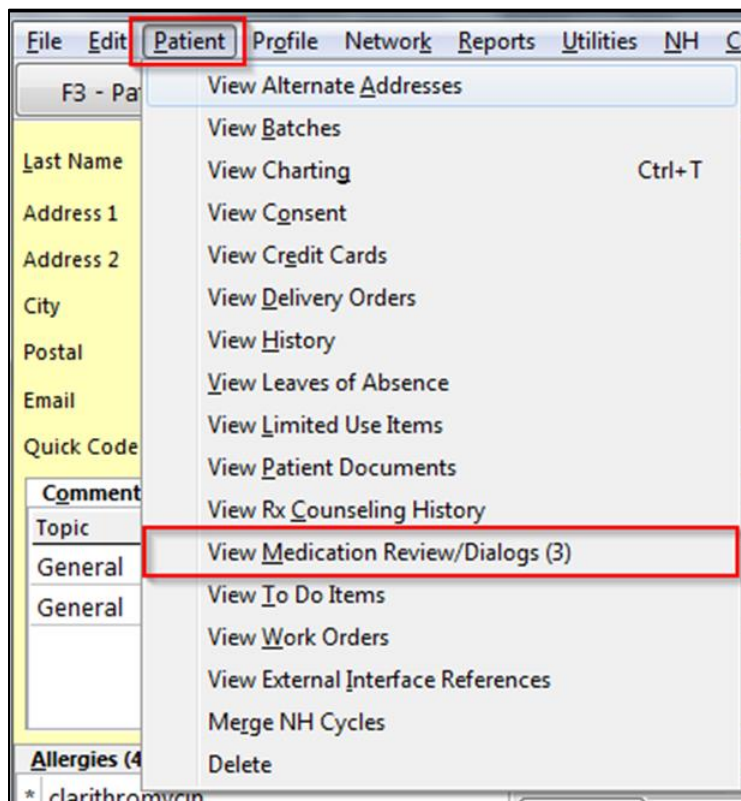 File Edit Patient Profile Network Reports Utilities NH
F3 - Pa
View Alternate Addresses
View Batches
Last Name
View Charting Ctrl+T
Address 1
View Consent
Address 2
View Credit Cards
City
View Delivery Orders
Postal
View History
Email
View Leaves of Absence
Quick Code
View Limited Use Items
View Patient Documents
Comment
View Rx Counseling History
Topic
View Medication Review/Dialogs (3)
General
View To Do Items
General
View Work Orders
View External Interface References
Merge NH Cycles
Allergies (4
Delete
* clarithromycin